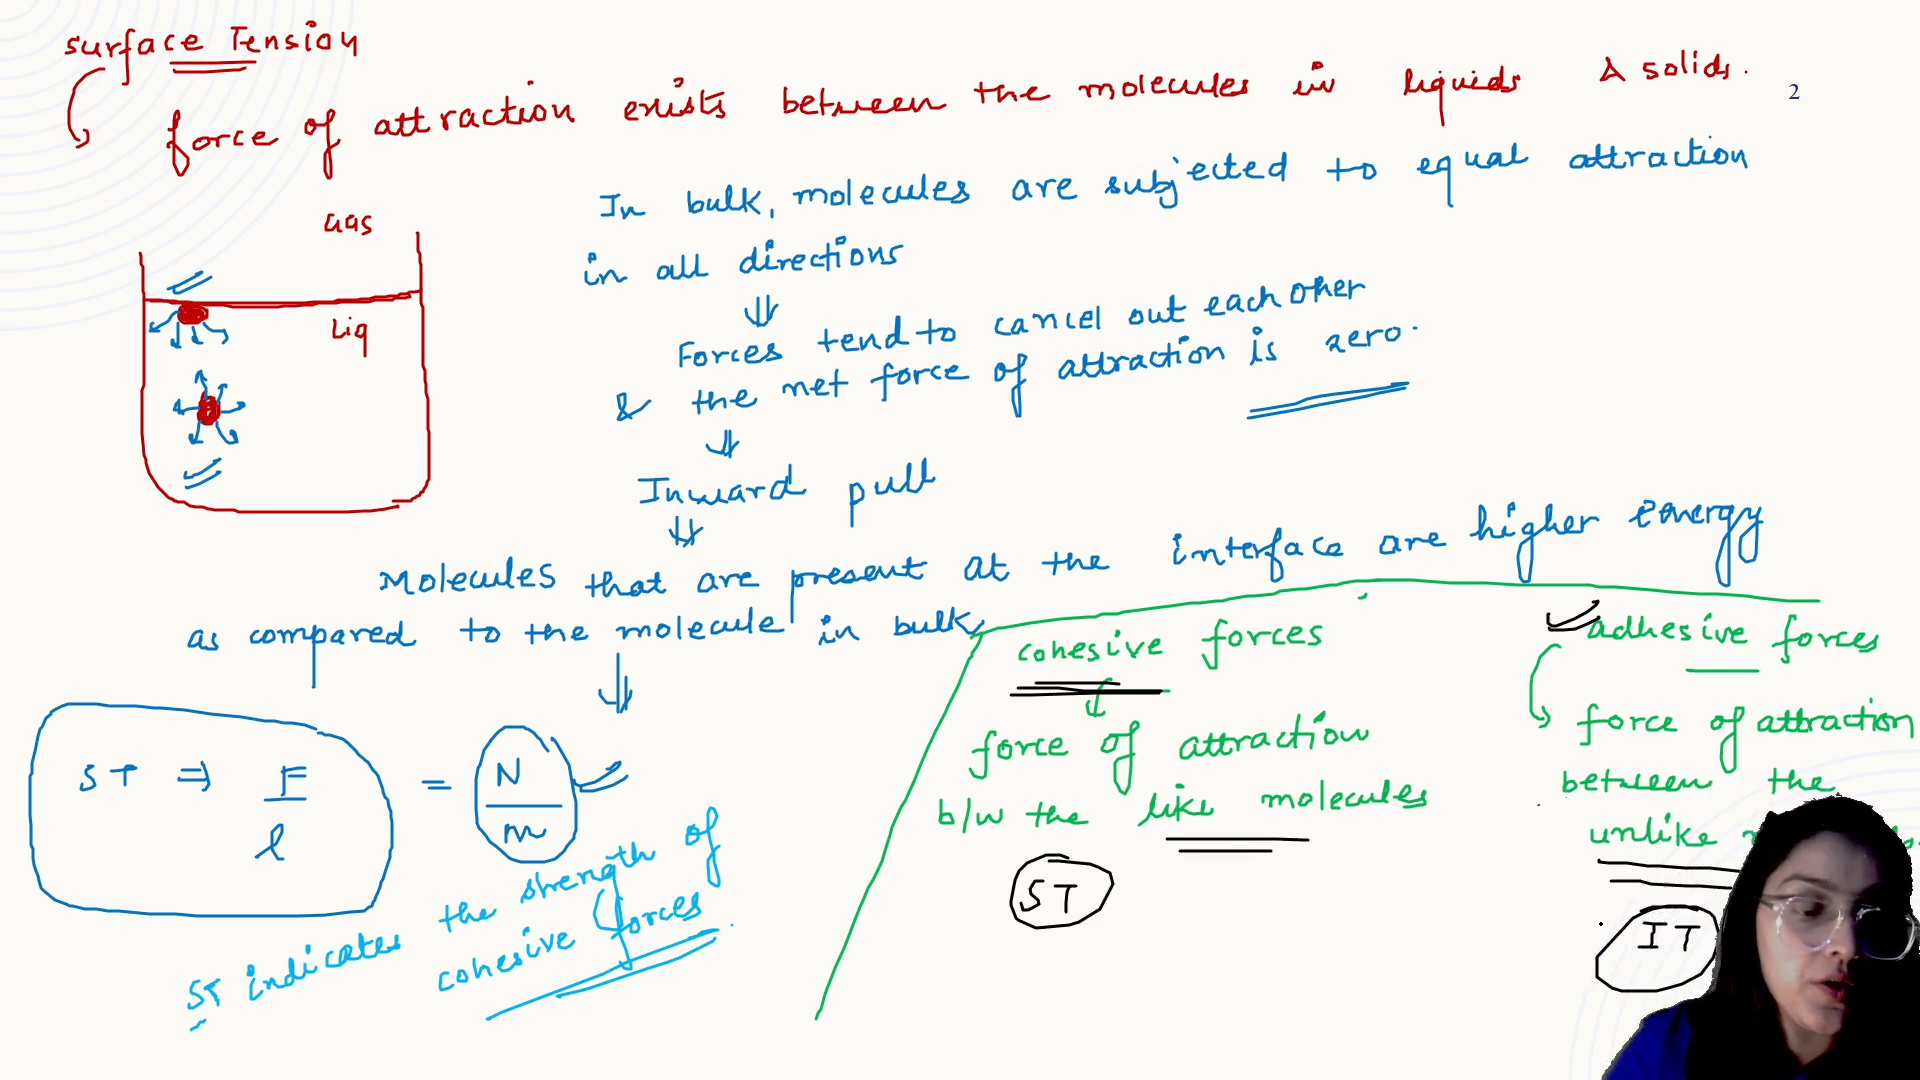 surface Tension
force of attraction exists between the molecules in liquids & solids.
2
Gas
Liq
In bulk, molecules are subjected to equal attraction
in all directions
⇓
Forces tend to cancel out each other
& the net force of attraction is zero.
⇓
Inward pull
⇓
Molecules that are present at the interface are higher energy
as compared to the molecule in bulk
⇓
ST ⇒ F/l = N/m
ST indicates the strength of
cohesive forces
cohesive forces
force of attraction
b/w the like molecules
ST
adhesive forces
force of attraction
between the
unlike
IT